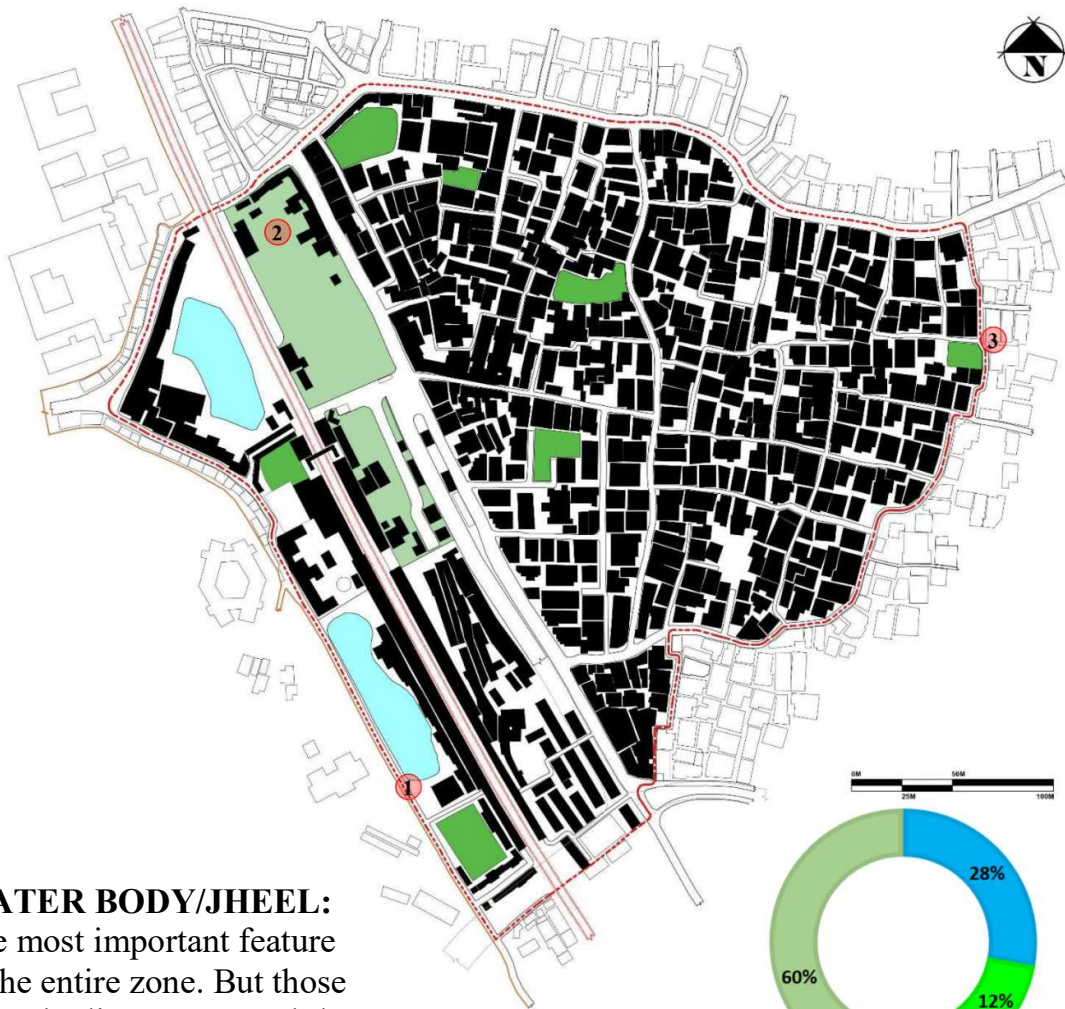 N
2
3
1
0M 50M
25M 100M
28%
60%
12%
ATER BODY/JHEEL:
e most important feature
he entire zone. But those